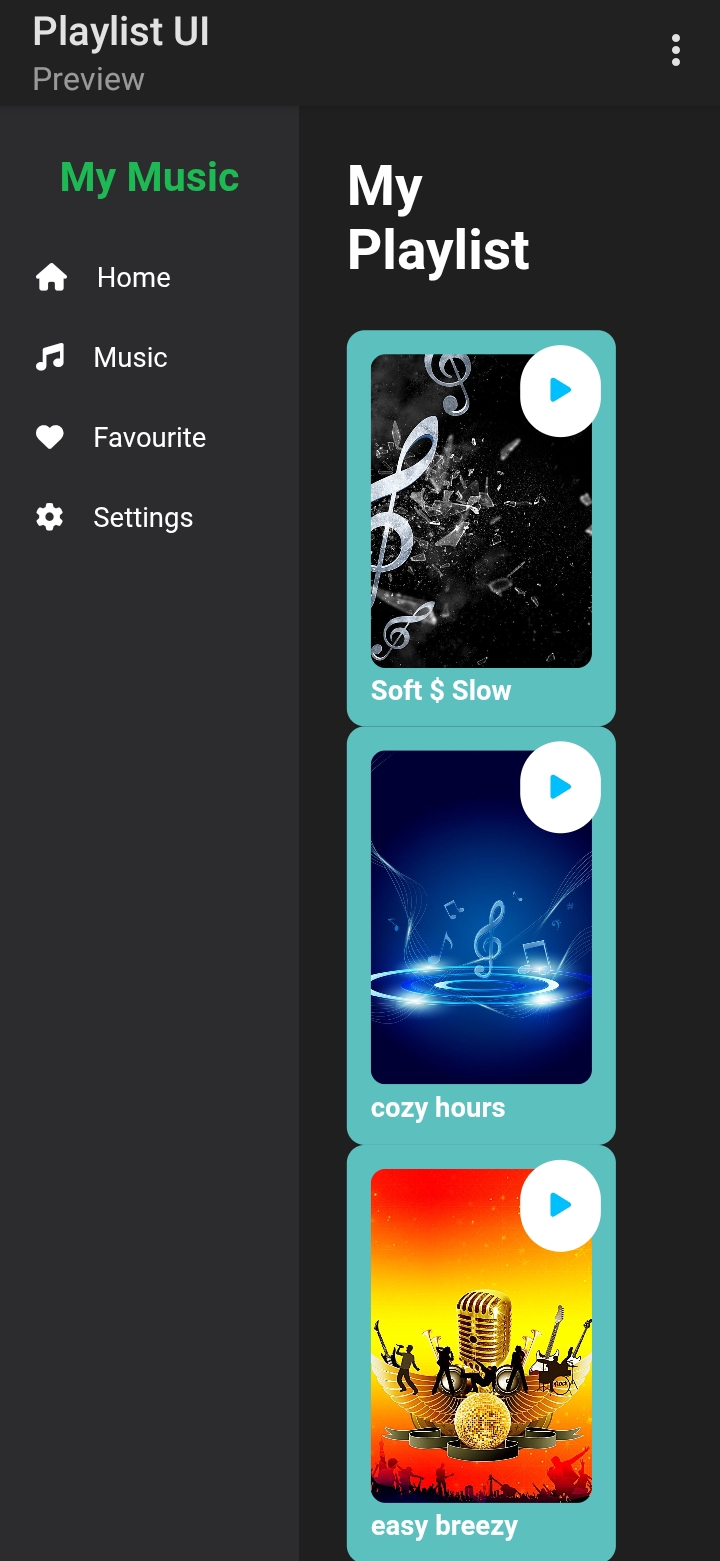 Playlist UI
Preview
My Music
Home
Music
Favourite
Settings
My
Playlist
Soft $ Slow
cozy hours
easy breezy